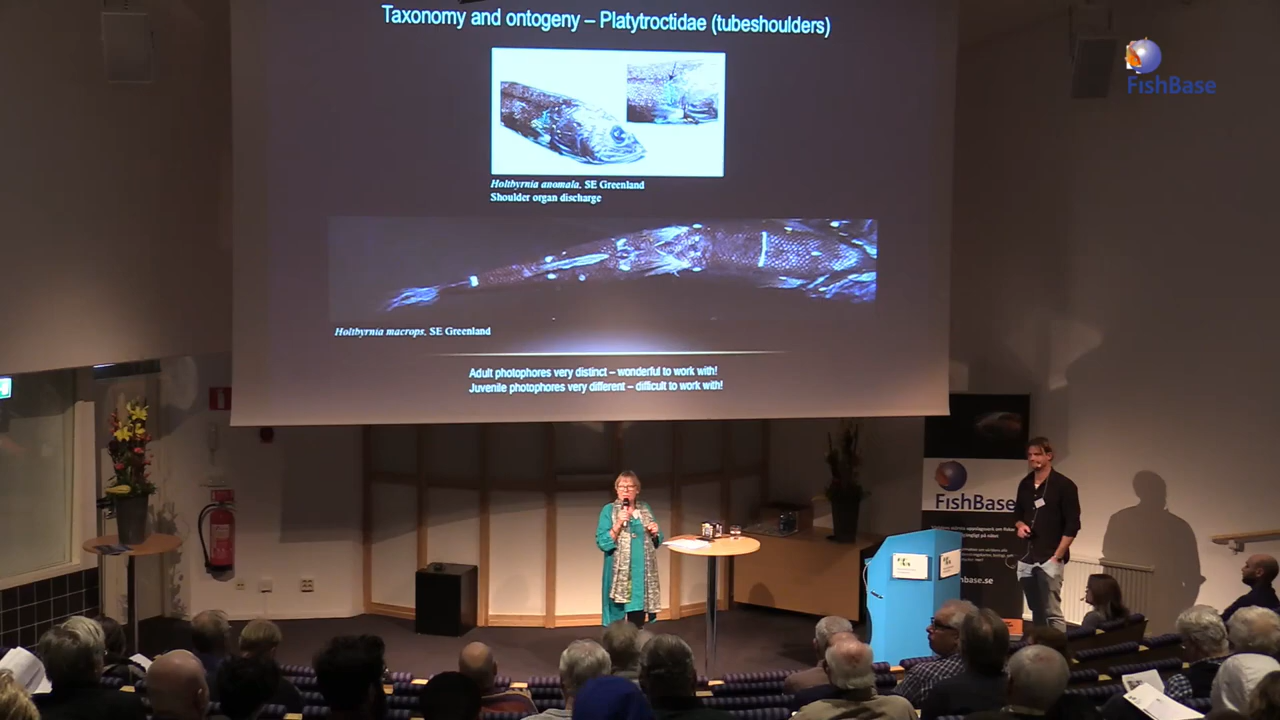 Taxonomy and ontogeny – Platytroctidae (tubeshoulders)
FishBase
Holtbyrnia anomala, SE Greenland
Shoulder organ discharge
Holtbyrnia macrops, SE Greenland
Adult photophores very distinct – wonderful to work with!
Juvenile photophores very different – difficult to work with!
FishBase
hbase.se